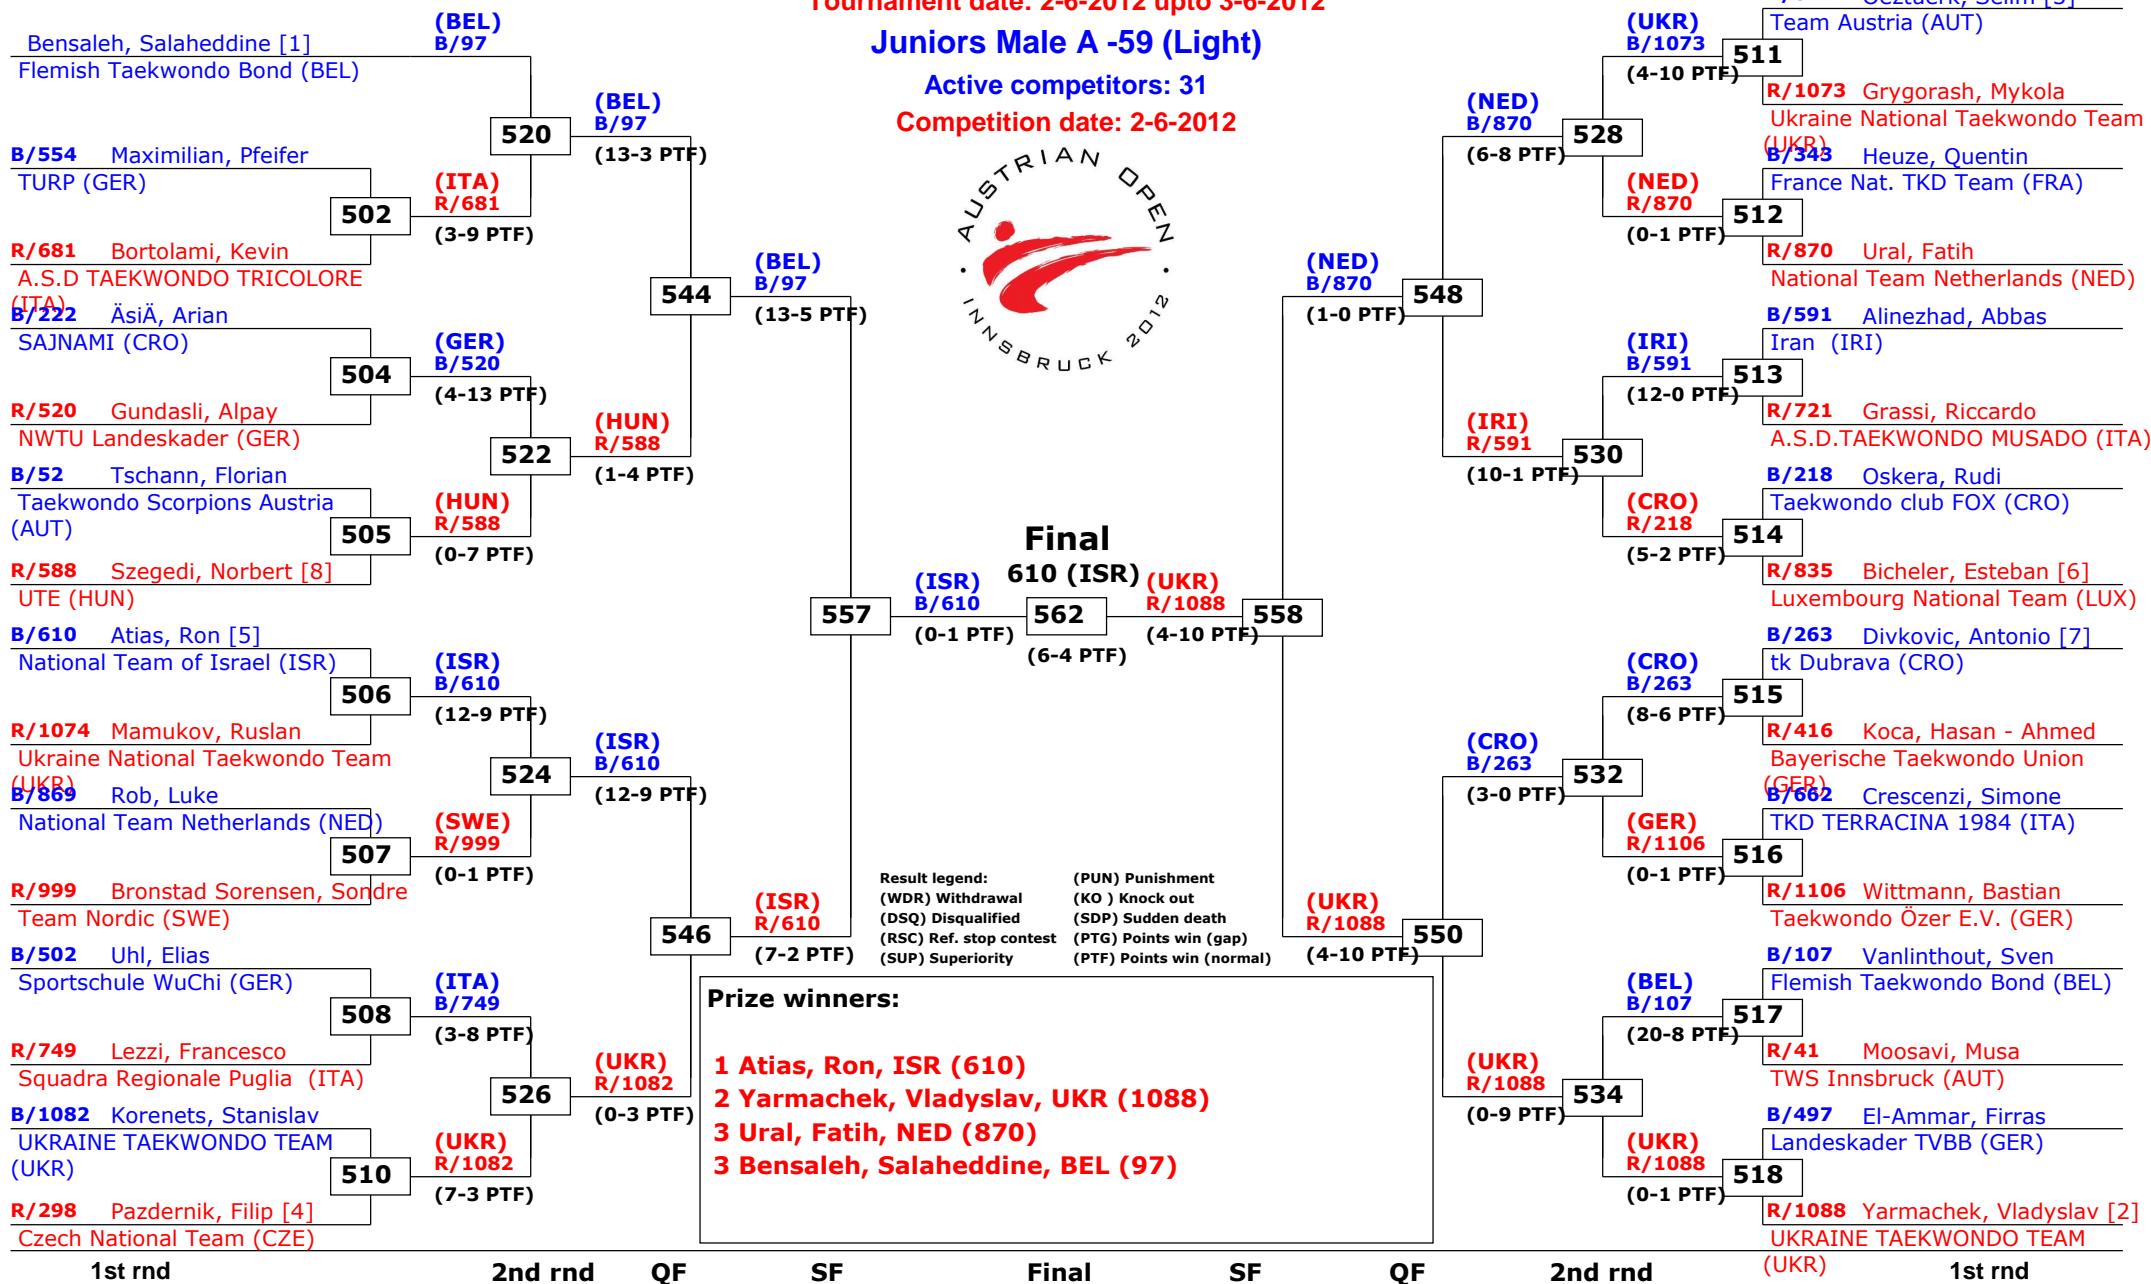 Tournament date: 2-6-2012 upto 3-6-2012
Juniors Male A -59 (Light)
Active competitors: 31
Competition date: 2-6-2012
AUSTRIAN OPEN
· INNSBRUCK 2012 ·
Bensaleh, Salaheddine [1]
Flemish Taekwondo Bond (BEL)
B/554 Maximilian, Pfeifer
TURP (GER)
502
R/681 Bortolami, Kevin
A.S.D TAEKWONDO TRICOLORE
(ITA)
B/222 ÄsiÄ, Arian
SAJNAMI (CRO)
504
R/520 Gundasli, Alpay
NWTU Landeskader (GER)
B/52 Tschann, Florian
Taekwondo Scorpions Austria
(AUT)
505
R/588 Szegedi, Norbert [8]
UTE (HUN)
B/610 Atias, Ron [5]
National Team of Israel (ISR)
506
R/1074 Mamukov, Ruslan
Ukraine National Taekwondo Team
(UKR)
B/869 Rob, Luke
National Team Netherlands (NED)
507
R/999 Bronstad Sorensen, Sondre
Team Nordic (SWE)
B/502 Uhl, Elias
Sportschule WuChi (GER)
508
R/749 Lezzi, Francesco
Squadra Regionale Puglia (ITA)
B/1082 Korenets, Stanislav
UKRAINE TAEKWONDO TEAM
(UKR)
510
R/298 Pazdernik, Filip [4]
Czech National Team (CZE)
(BEL)
B/97
520
(ITA)
R/681
(3-9 PTF)
(GER)
B/520
(4-13 PTF)
522
(HUN)
R/588
(0-7 PTF)
(ISR)
B/610
(12-9 PTF)
524
(SWE)
R/999
(0-1 PTF)
(ITA)
B/749
(3-8 PTF)
526
(UKR)
R/1082
(7-3 PTF)
(BEL)
B/97
(13-3 PTF)
544
(HUN)
R/588
(1-4 PTF)
(ISR)
B/610
(12-9 PTF)
546
(UKR)
R/1082
(0-3 PTF)
(BEL)
B/97
(13-5 PTF)
557
(ISR)
R/610
(7-2 PTF)
(ISR)
B/610
(0-1 PTF)
Final
610 (ISR)
562
(6-4 PTF)
(UKR)
R/1088
(4-10 PTF)
558
(NED)
B/870
(1-0 PTF)
548
(UKR)
R/1088
(4-10 PTF)
550
(NED)
B/870
(6-8 PTF)
528
(IRI)
R/591
(10-1 PTF)
530
(CRO)
B/263
(3-0 PTF)
532
(UKR)
R/1088
(0-9 PTF)
534
(UKR)
B/1073
(4-10 PTF)
511
(NED)
R/870
(0-1 PTF)
512
(IRI)
B/591
(12-0 PTF)
513
(CRO)
R/218
(5-2 PTF)
514
(CRO)
B/263
(8-6 PTF)
515
(GER)
R/1106
(0-1 PTF)
516
(BEL)
B/107
(20-8 PTF)
517
(UKR)
R/1088
(0-1 PTF)
518
Team Austria (AUT)
R/1073 Grygorash, Mykola
Ukraine National Taekwondo Team
(UKR)
B/343 Heuze, Quentin
France Nat. TKD Team (FRA)
R/870 Ural, Fatih
National Team Netherlands (NED)
B/591 Alinezhad, Abbas
Iran (IRI)
R/721 Grassi, Riccardo
A.S.D.TAEKWONDO MUSADO (ITA)
B/218 Oskera, Rudi
Taekwondo club FOX (CRO)
R/835 Bicheler, Esteban [6]
Luxembourg National Team (LUX)
B/263 Divkovic, Antonio [7]
tk Dubrava (CRO)
R/416 Koca, Hasan - Ahmed
Bayerische Taekwondo Union
(GER)
B/662 Crescenzi, Simone
TKD TERRACINA 1984 (ITA)
R/1106 Wittmann, Bastian
Taekwondo Özer E.V. (GER)
B/107 Vanlinthout, Sven
Flemish Taekwondo Bond (BEL)
R/41 Moosavi, Musa
TWS Innsbruck (AUT)
B/497 El-Ammar, Firras
Landeskader TVBB (GER)
R/1088 Yarmachek, Vladyslav [2]
UKRAINE TAEKWONDO TEAM
(UKR)
Result legend: (PUN) Punishment
(WDR) Withdrawal (KO ) Knock out
(DSQ) Disqualified (SDP) Sudden death
(RSC) Ref. stop contest (PTG) Points win (gap)
(SUP) Superiority (PTF) Points win (normal)
Prize winners:
1 Atias, Ron, ISR (610)
2 Yarmachek, Vladyslav, UKR (1088)
3 Ural, Fatih, NED (870)
3 Bensaleh, Salaheddine, BEL (97)
1st rnd 2nd rnd QF SF Final SF QF 2nd rnd 1st rnd